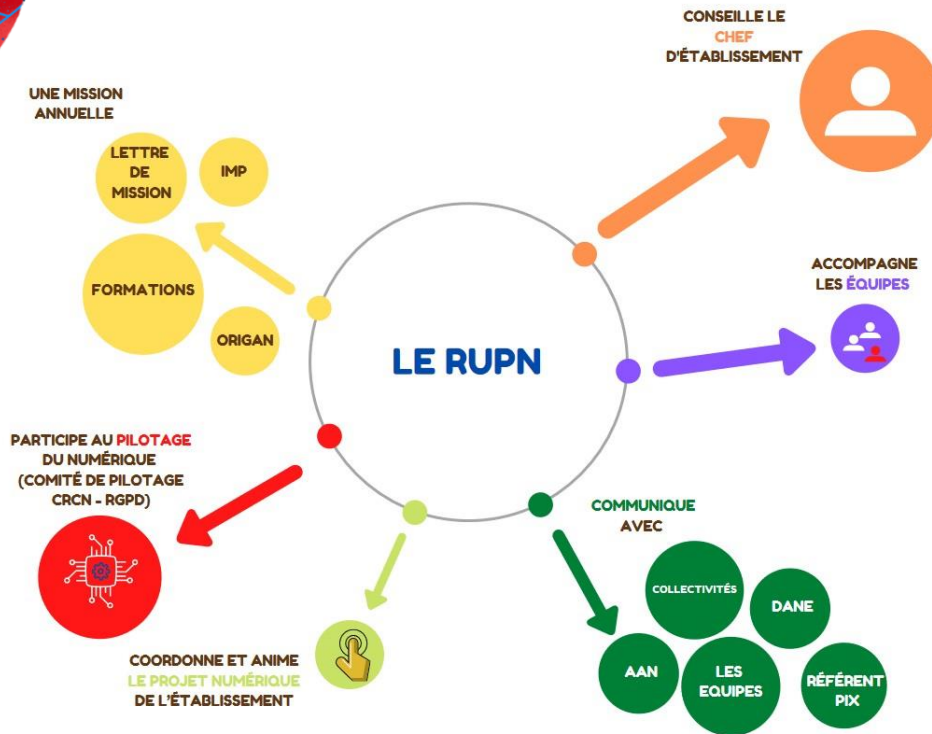 CONSEILLE LE
CHEF
D'ÉTABLISSEMENT
UNE MISSION
ANNUELLE
LETTRE
DE
MISSION
IMP
FORMATIONS
ORIGAN
ACCOMPAGNE
LES ÉQUIPES
LE RUPN
PARTICIPE AU PILOTAGE
DU NUMÉRIQUE
(COMITÉ DE PILOTAGE
CRCN - RGPD)
COMMUNIQUE
AVEC
COLLECTIVITÉS
DANE
AAN
LES
EQUIPES
RÉFÉRENT
PIX
COORDONNE ET ANIME
LE PROJET NUMÉRIQUE
DE L'ÉTABLISSEMENT